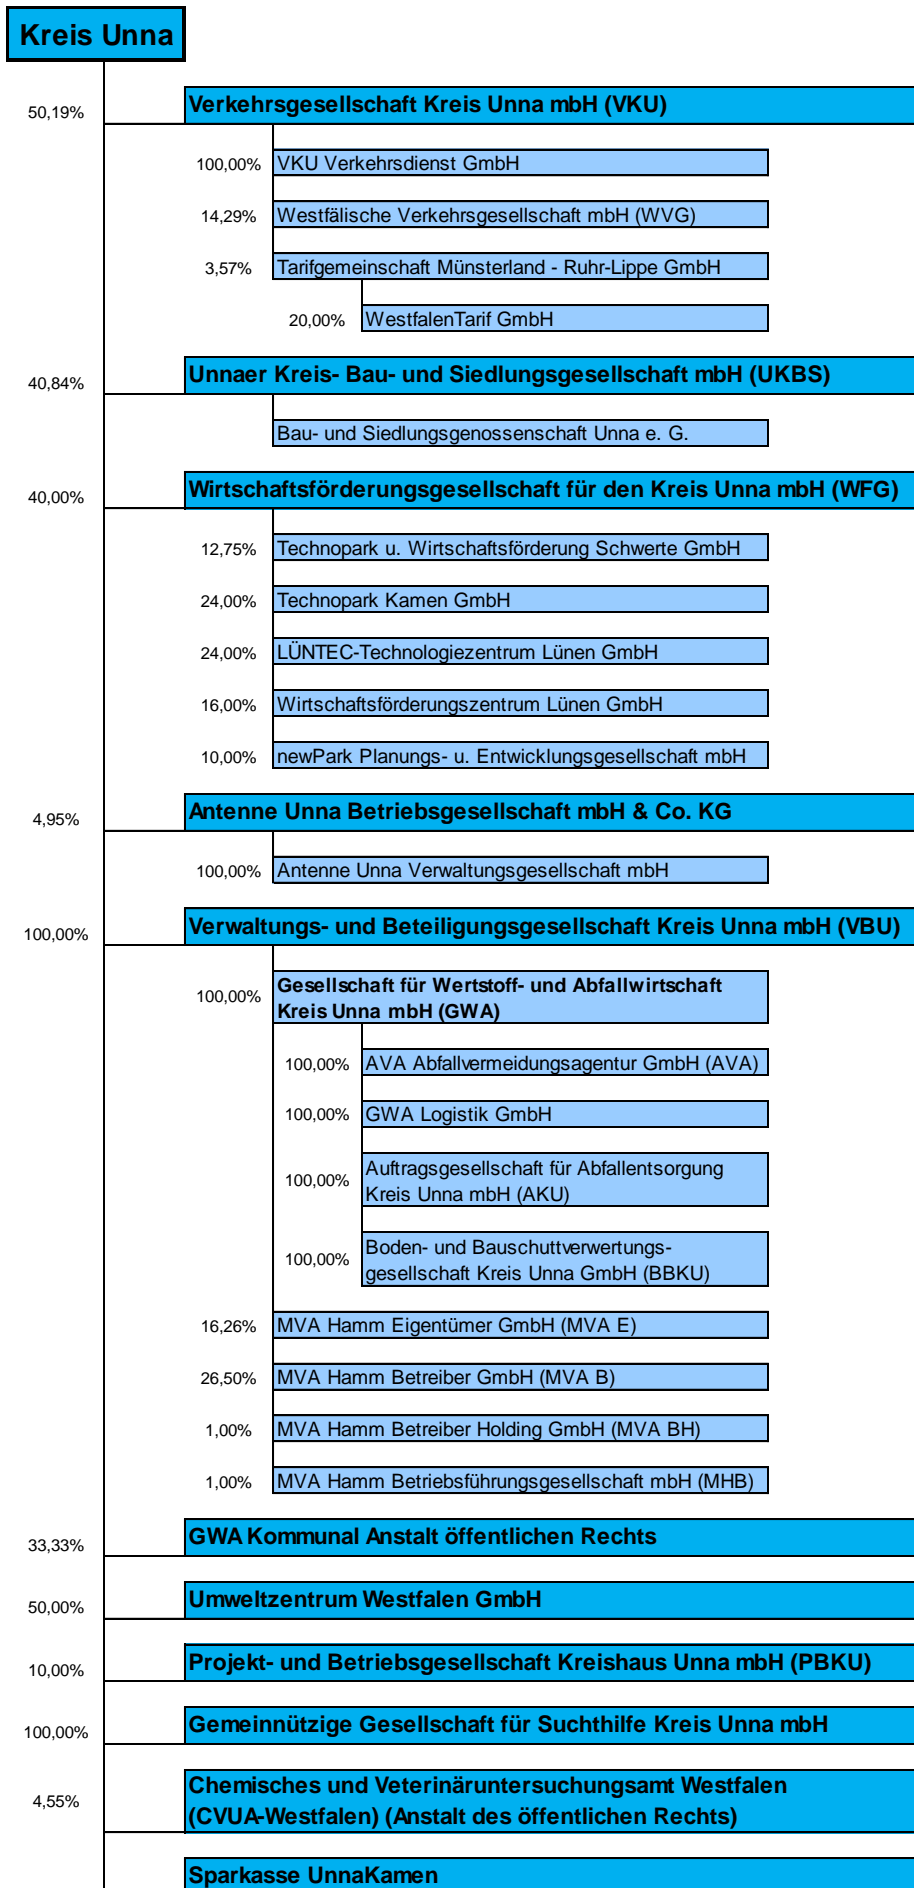 Kreis Unna
50,19% Verkehrsgesellschaft Kreis Unna mbH (VKU)
100,00% VKU Verkehrsdienst GmbH
14,29% Westfälische Verkehrsgesellschaft mbH (WVG)
3,57% Tarifgemeinschaft Münsterland - Ruhr-Lippe GmbH
20,00% WestfalenTarif GmbH
40,84% Unnaer Kreis- Bau- und Siedlungsgesellschaft mbH (UKBS)
Bau- und Siedlungsgenossenschaft Unna e. G.
40,00% Wirtschaftsförderungsgesellschaft für den Kreis Unna mbH (WFG)
12,75% Technopark u. Wirtschaftsförderung Schwerte GmbH
24,00% Technopark Kamen GmbH
24,00% LÜNTEC-Technologiezentrum Lünen GmbH
16,00% Wirtschaftsförderungszentrum Lünen GmbH
10,00% newPark Planungs- u. Entwicklungsgesellschaft mbH
4,95% Antenne Unna Betriebsgesellschaft mbH & Co. KG
100,00% Antenne Unna Verwaltungsgesellschaft mbH
100,00% Verwaltungs- und Beteiligungsgesellschaft Kreis Unna mbH (VBU)
100,00% Gesellschaft für Wertstoff- und Abfallwirtschaft
Kreis Unna mbH (GWA)
100,00% AVA Abfallvermeidungsagentur GmbH (AVA)
100,00% GWA Logistik GmbH
100,00% Auftragsgesellschaft für Abfallentsorgung
Kreis Unna mbH (AKU)
100,00% Boden- und Bauschuttverwertungs-
gesellschaft Kreis Unna GmbH (BBKU)
16,26% MVA Hamm Eigentümer GmbH (MVA E)
26,50% MVA Hamm Betreiber GmbH (MVA B)
1,00% MVA Hamm Betreiber Holding GmbH (MVA BH)
1,00% MVA Hamm Betriebsführungsgesellschaft mbH (MHB)
33,33% GWA Kommunal Anstalt öffentlichen Rechts
50,00% Umweltzentrum Westfalen GmbH
10,00% Projekt- und Betriebsgesellschaft Kreishaus Unna mbH (PBKU)
100,00% Gemeinnützige Gesellschaft für Suchthilfe Kreis Unna mbH
4,55% Chemisches und Veterinäruntersuchungsamt Westfalen
(CVUA-Westfalen) (Anstalt des öffentlichen Rechts)
Sparkasse UnnaKamen